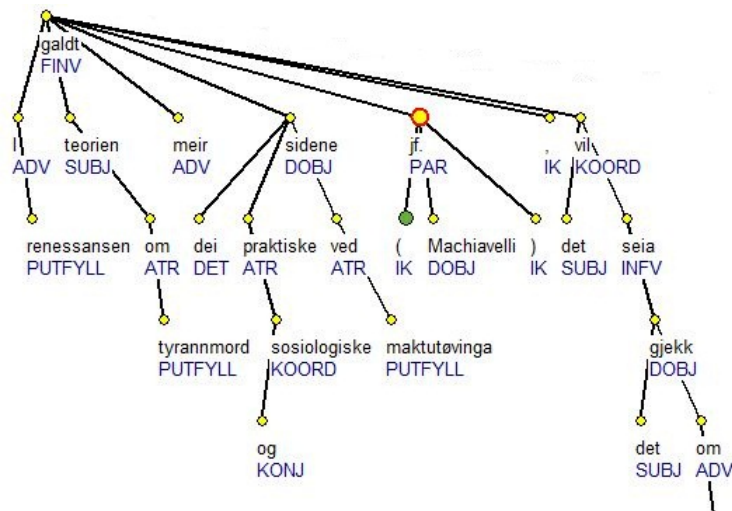 galdt
FINV
I teorien meir sidene jf. , vil
ADV SUBJ ADV DOBJ PAR IK KOORD
renessansen om dei praktiske ved ( Machiavelli ) det seia
PUTFYLL ATR DET ATR ATR IK DOBJ IK SUBJ INFV
tyrannmord sosiologiske maktutøvinga gjekk
PUTFYLL KOORD PUTFYLL DOBJ
og det om
KONJ SUBJ ADV